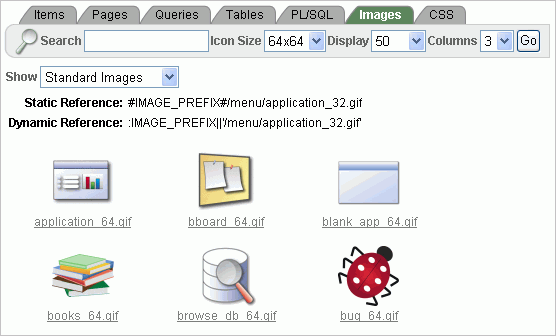 Items Pages Queries Tables PL/SQL Images CSS
Search Icon Size 64x64 Display 50 Columns 3 Go
Show Standard Images
Static Reference: #IMAGE_PREFIX#/menu/application_32.gif
Dynamic Reference: :IMAGE_PREFIX||'/menu/application_32.gif'
application_64.gif bboard_64.gif blank_app_64.gif
books_64.gif browse_db_64.gif bug_64.gif